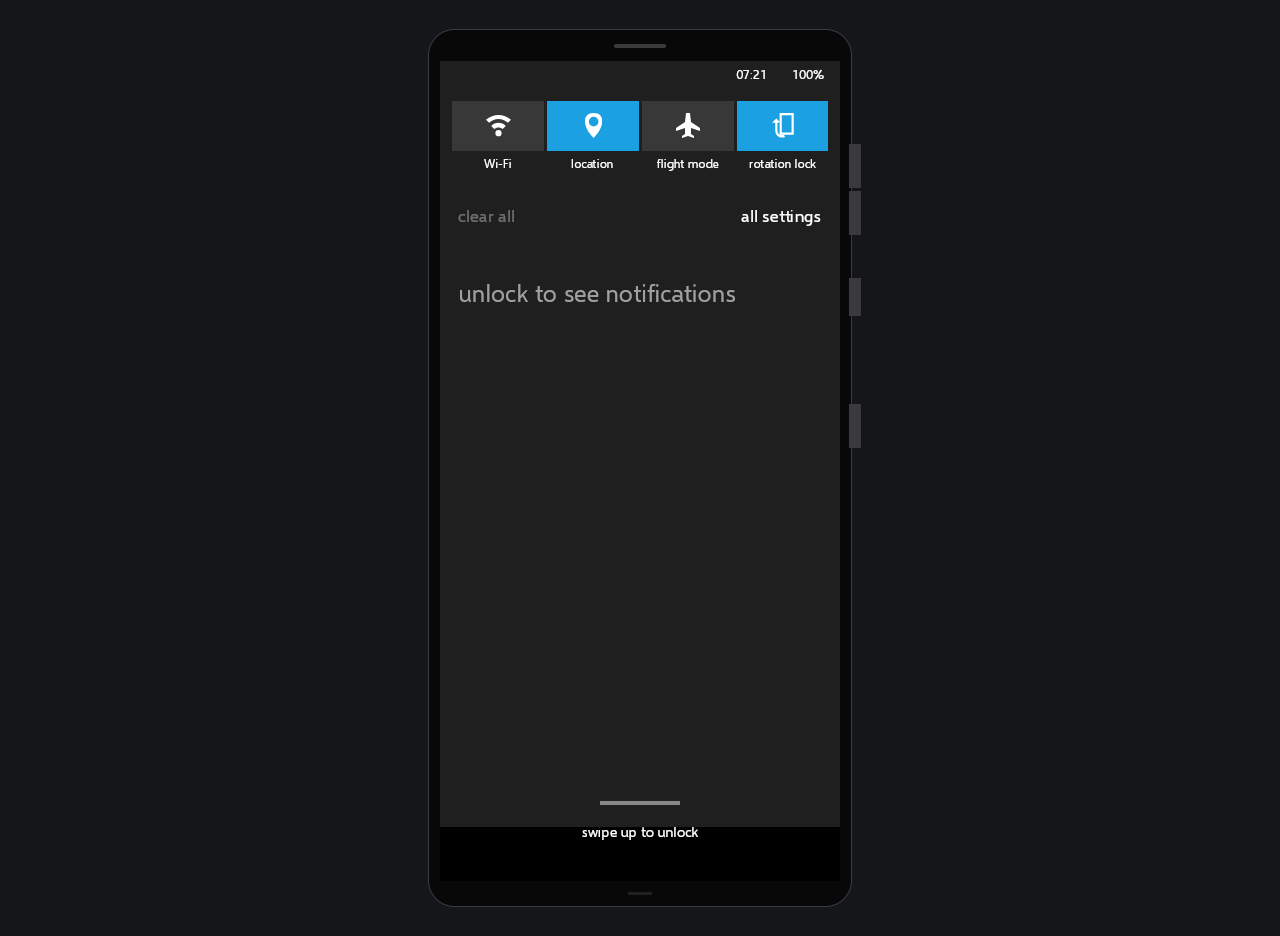 07:21 100%
Wi-Fi location flight mode rotation lock
clear all all settings
unlock to see notifications
swipe up to unlock